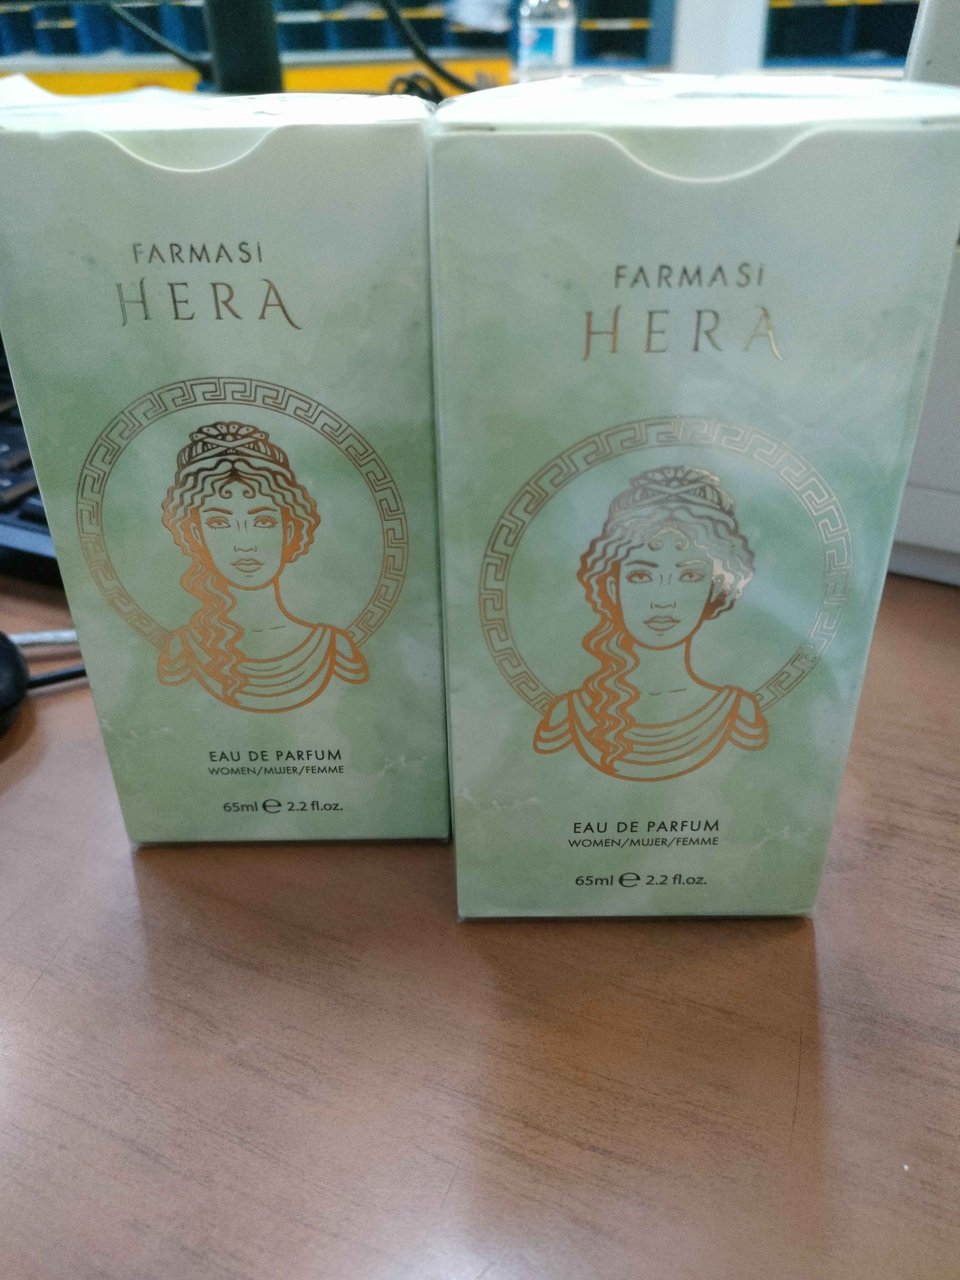 FARMASİ
HERA
EAU DE PARFUM
WOMEN/MUJER/FEMME
65ml ℮ 2.2 fl.oz.
FARMASİ
HERA
EAU DE PARFUM
WOMEN/MUJER/FEMME
65ml ℮ 2.2 fl.oz.